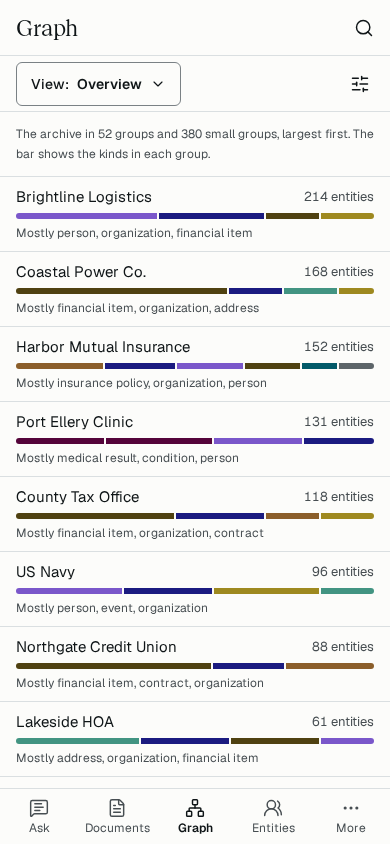 Graph
View: Overview
The archive in 52 groups and 380 small groups, largest first. The
bar shows the kinds in each group.
Brightline Logistics 214 entities
Mostly person, organization, financial item
Coastal Power Co. 168 entities
Mostly financial item, organization, address
Harbor Mutual Insurance 152 entities
Mostly insurance policy, organization, person
Port Ellery Clinic 131 entities
Mostly medical result, condition, person
County Tax Office 118 entities
Mostly financial item, organization, contract
US Navy 96 entities
Mostly person, event, organization
Northgate Credit Union 88 entities
Mostly financial item, contract, organization
Lakeside HOA 61 entities
Mostly address, organization, financial item
Ask Documents Graph Entities More